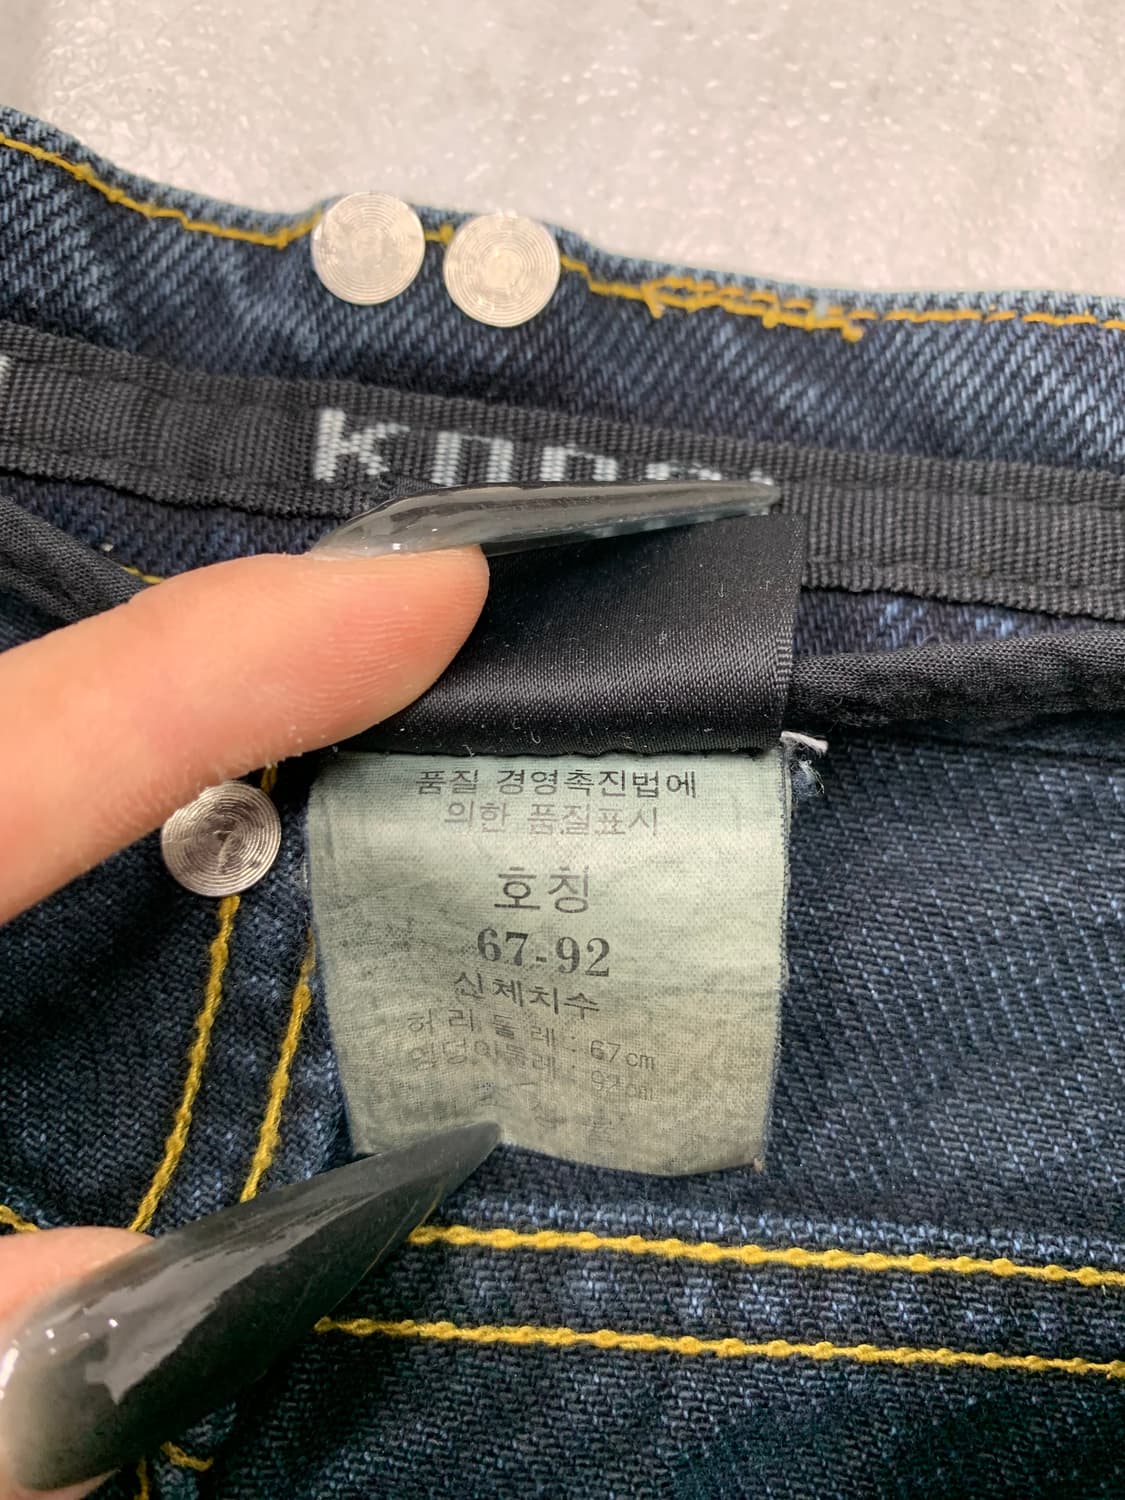 품질 경영촉진법에
의한 품질표시
호칭
67-92
신체치수
허리둘레 : 67cm
엉덩이둘레 : 92cm